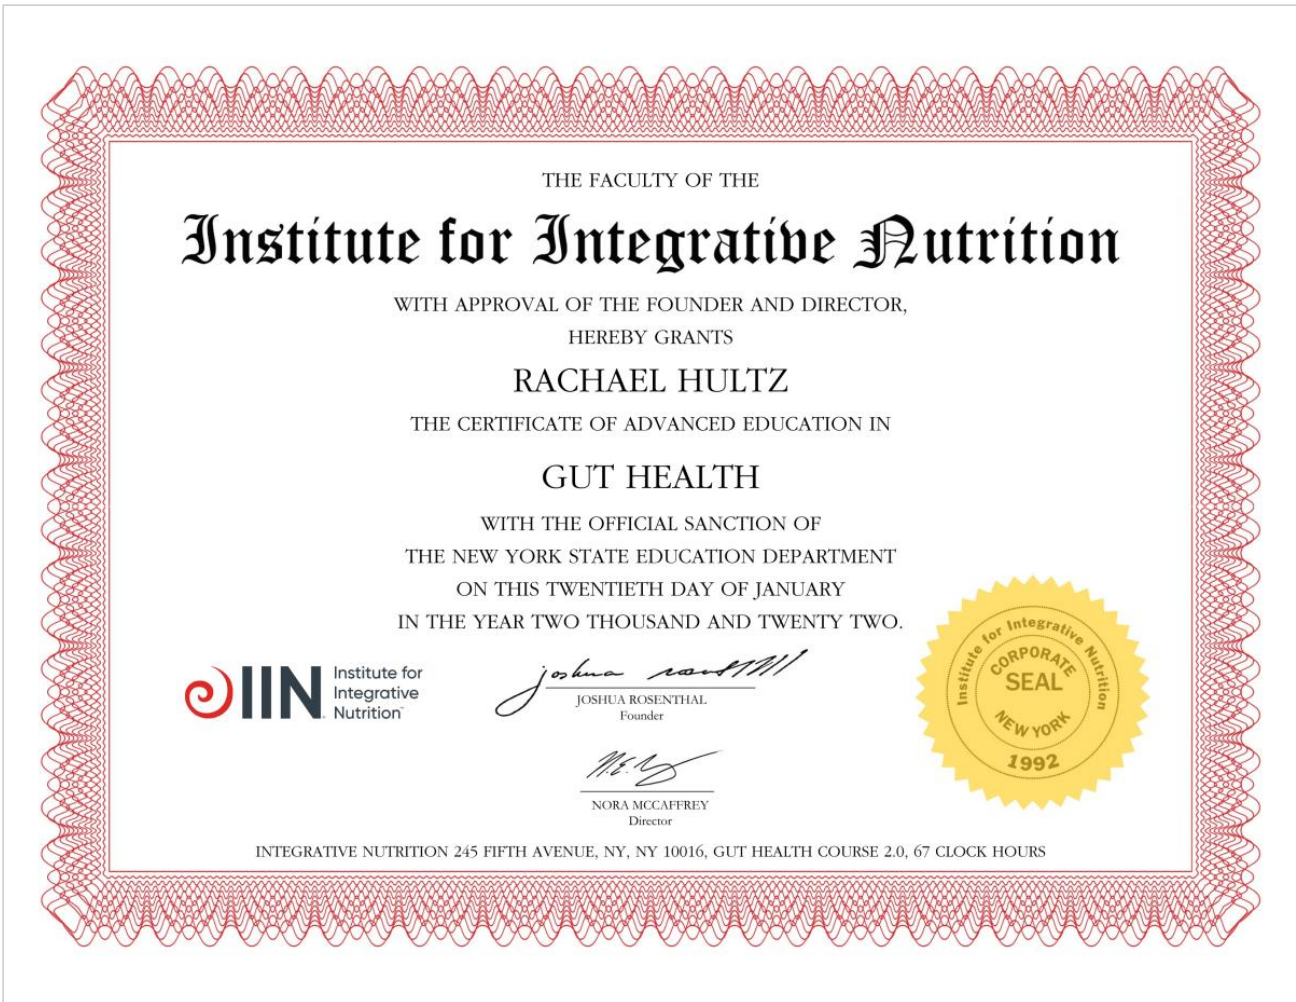 THE FACULTY OF THE
Institute for Integrative Nutrition
WITH APPROVAL OF THE FOUNDER AND DIRECTOR,
HEREBY GRANTS
RACHAEL HULTZ
THE CERTIFICATE OF ADVANCED EDUCATION IN
GUT HEALTH
WITH THE OFFICIAL SANCTION OF
THE NEW YORK STATE EDUCATION DEPARTMENT
ON THIS TWENTIETH DAY OF JANUARY
IN THE YEAR TWO THOUSAND AND TWENTY TWO.
IIN
Institute for
Integrative
Nutrition™
joshua
JOSHUA ROSENTHAL
Founder
NORA MCCAFFREY
Director
Institute for Integrative Nutrition
CORPORATE
SEAL
NEW YORK
1992
INTEGRATIVE NUTRITION 245 FIFTH AVENUE, NY, NY 10016, GUT HEALTH COURSE 2.0, 67 CLOCK HOURS